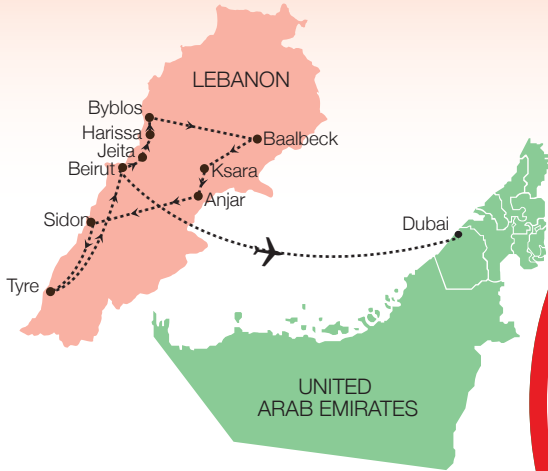 LEBANON
Byblos
Harissa
Jeita
Beirut
Baalbeck
Ksara
Anjar
Sidon
Dubai
Tyre
UNITED
ARAB EMIRATES